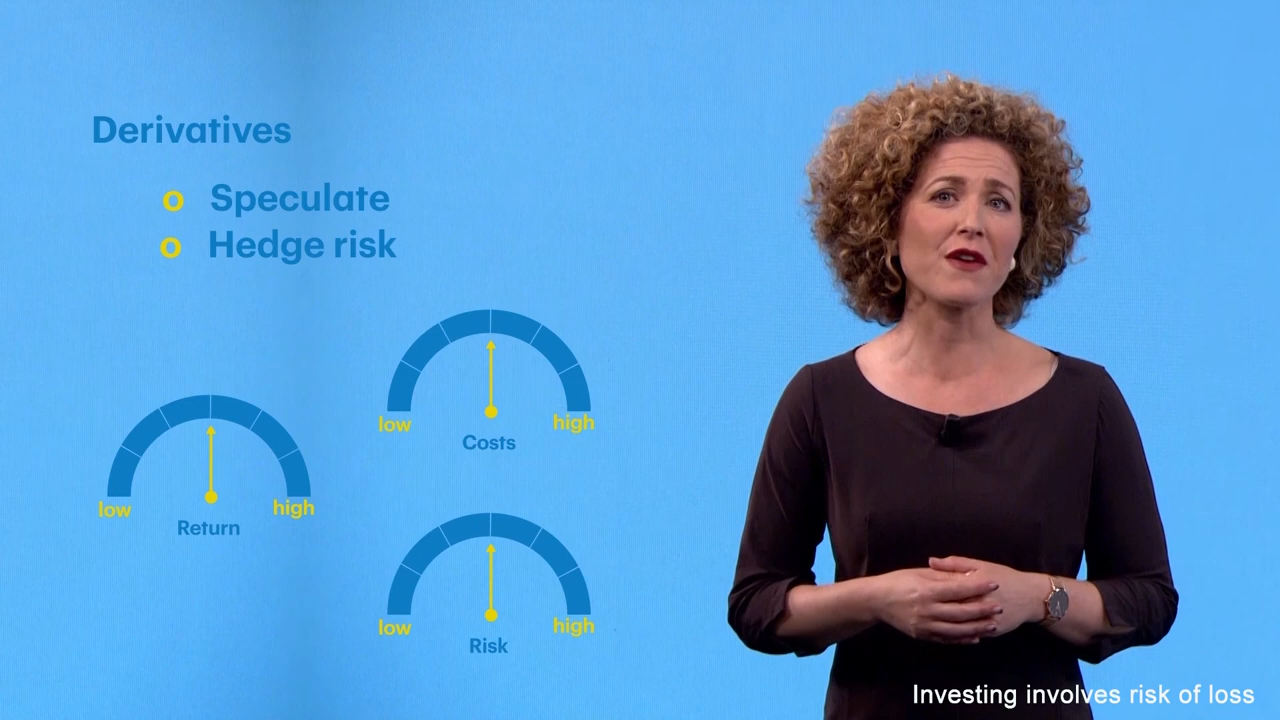 Derivatives
o Speculate
o Hedge risk
low high
Costs
low high
Return
low high
Risk
Investing involves risk of loss